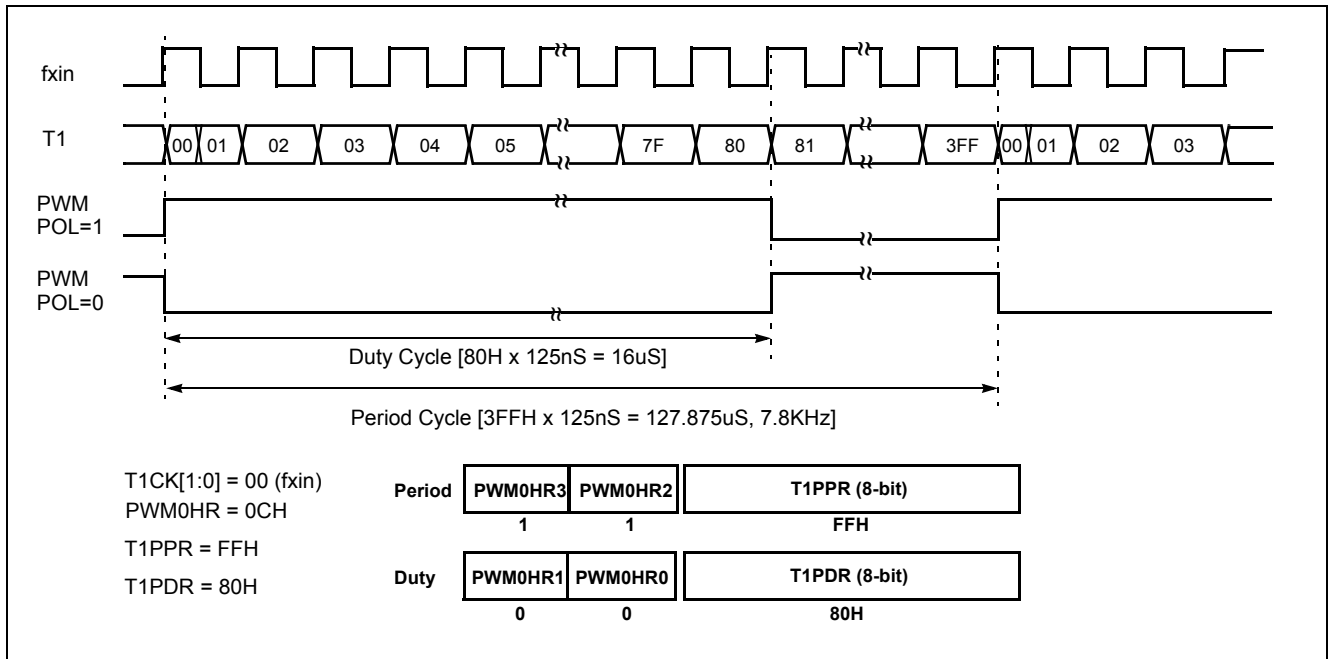 fxin
T1
00 01 02 03 04 05 7F 80 81 3FF 00 01 02 03
PWM
POL=1
PWM
POL=0
Duty Cycle [80H x 125nS = 16uS]
Period Cycle [3FFH x 125nS = 127.875uS, 7.8KHz]
T1CK[1:0] = 00 (fxin)
PWM0HR = 0CH
T1PPR = FFH
T1PDR = 80H
Period PWM0HR3 PWM0HR2 T1PPR (8-bit)
1 1 FFH
Duty PWM0HR1 PWM0HR0 T1PDR (8-bit)
0 0 80H